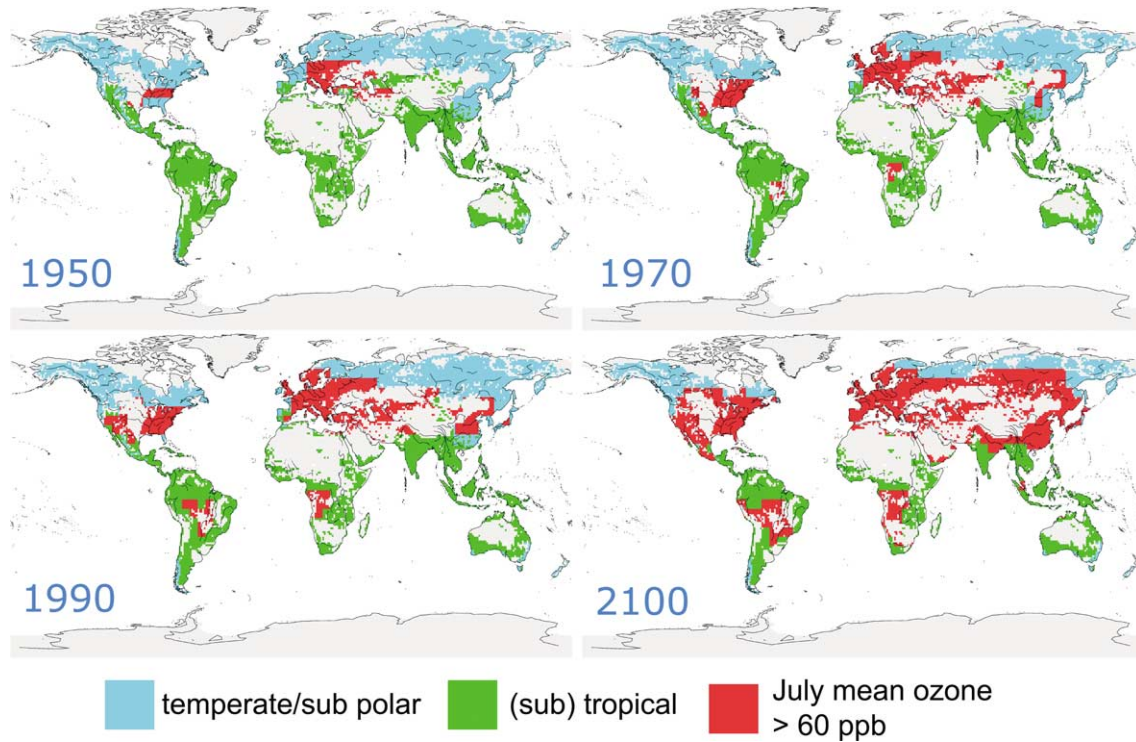 1950
1970
1990
2100
temperate/sub polar
(sub) tropical
July mean ozone
> 60 ppb